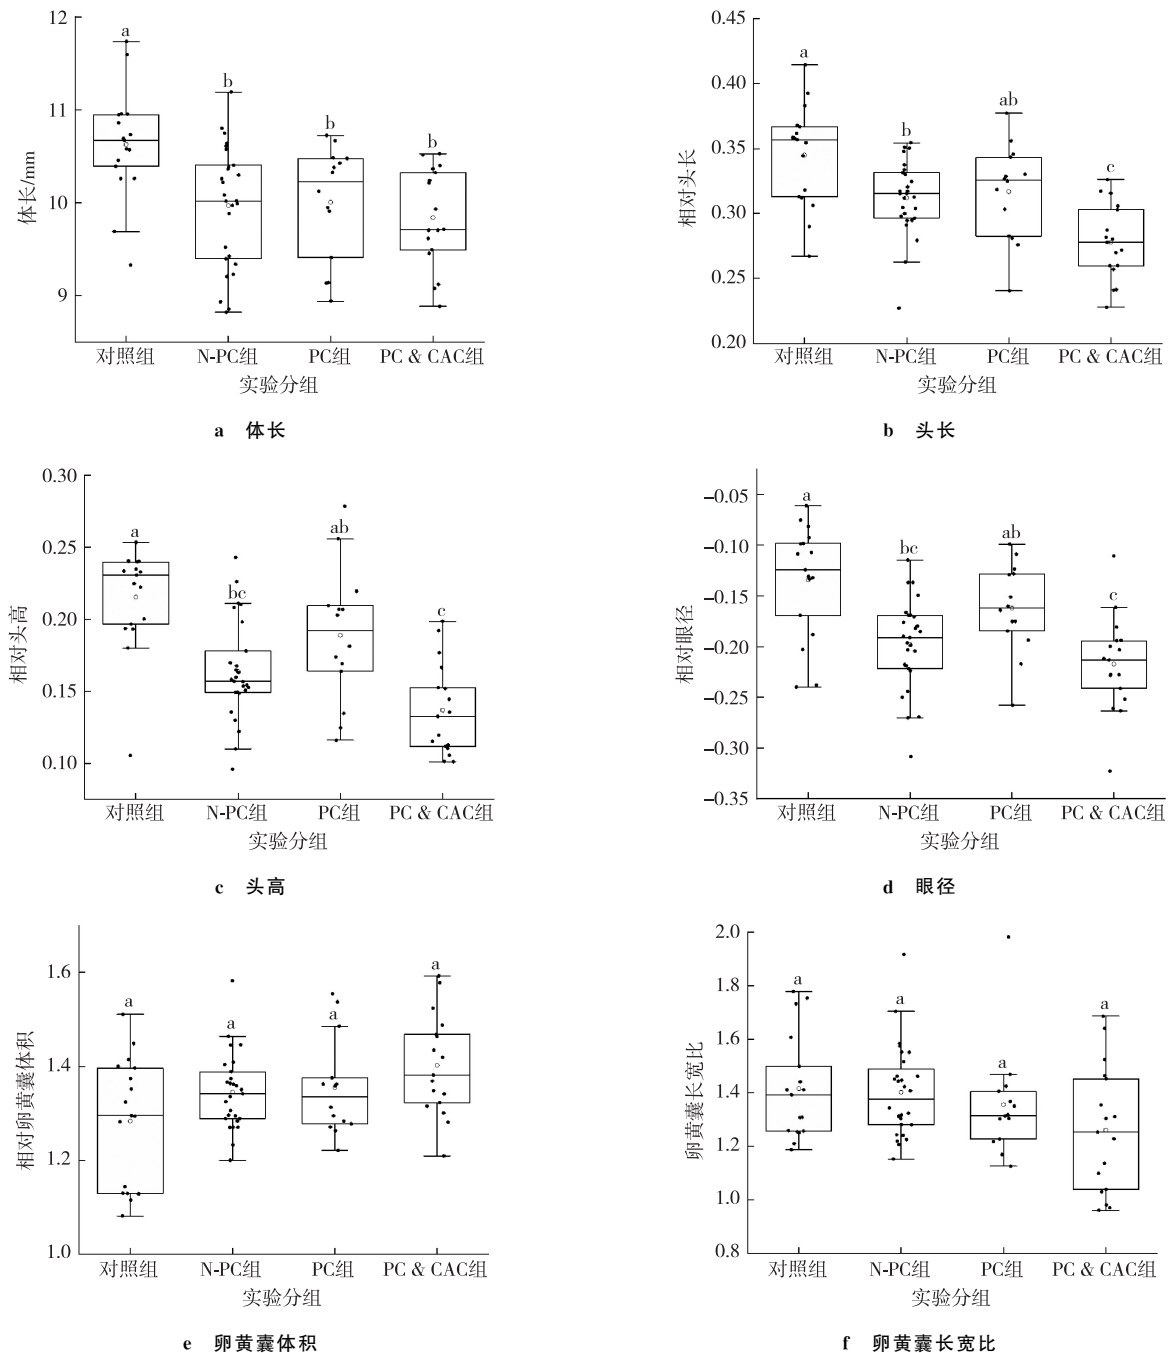 12
11
10
9
体长/mm
a
b
b
b
对照组 N-PC组 PC组 PC & CAC组
实验分组
a 体长
0.45
0.40
0.35
0.30
0.25
0.20
相对头长
a
b
ab
c
对照组 N-PC组 PC组 PC & CAC组
实验分组
b 头长
0.30
0.25
0.20
0.15
0.10
相对头高
a
bc
ab
c
对照组 N-PC组 PC组 PC & CAC组
实验分组
c 头高
−0.05
−0.10
−0.15
−0.20
−0.25
−0.30
−0.35
相对眼径
a
bc
ab
c
对照组 N-PC组 PC组 PC & CAC组
实验分组
d 眼径
1.6
1.4
1.2
1.0
相对卵黄囊体积
a
a
a
a
对照组 N-PC组 PC组 PC & CAC组
实验分组
e 卵黄囊体积
2.0
1.8
1.6
1.4
1.2
1.0
0.8
卵黄囊长宽比
a
a
a
a
对照组 N-PC组 PC组 PC & CAC组
实验分组
f 卵黄囊长宽比